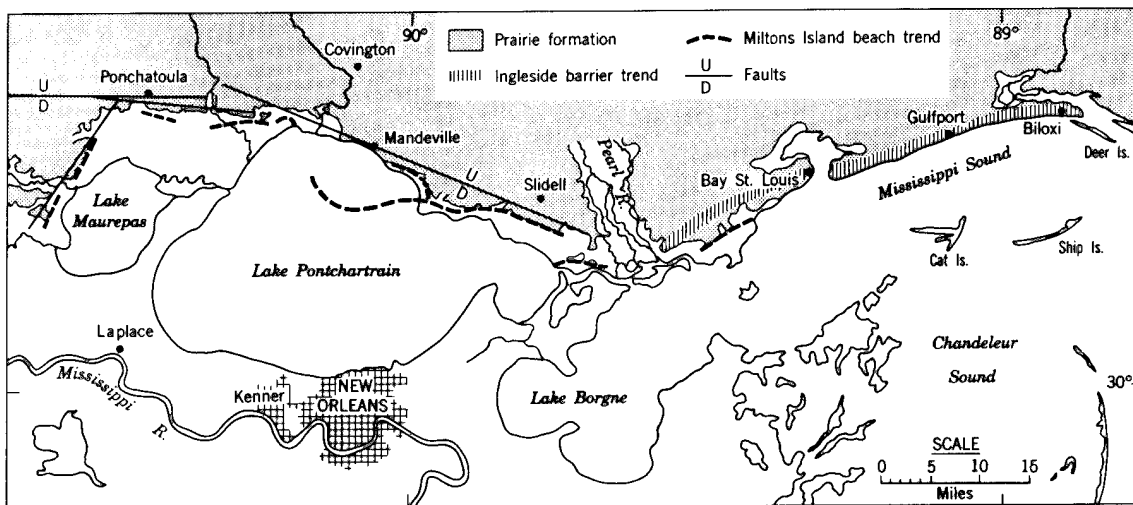 90°
89°
Prairie formation
Miltons Island beach trend
Ingleside barrier trend
U
D
Faults
Covington
Ponchatoula
U
D
Gulfport
Biloxi
Deer Is.
Mandeville
Pearl R.
U
D
Slidell
Bay St. Louis
Mississippi Sound
Lake
Maurepas
Cat Is.
Ship Is.
Lake Pontchartrain
Laplace
Chandeleur
Sound
Mississippi
R.
Kenner
NEW
ORLEANS
Lake Borgne
30°
SCALE
0 5 10 15
Miles